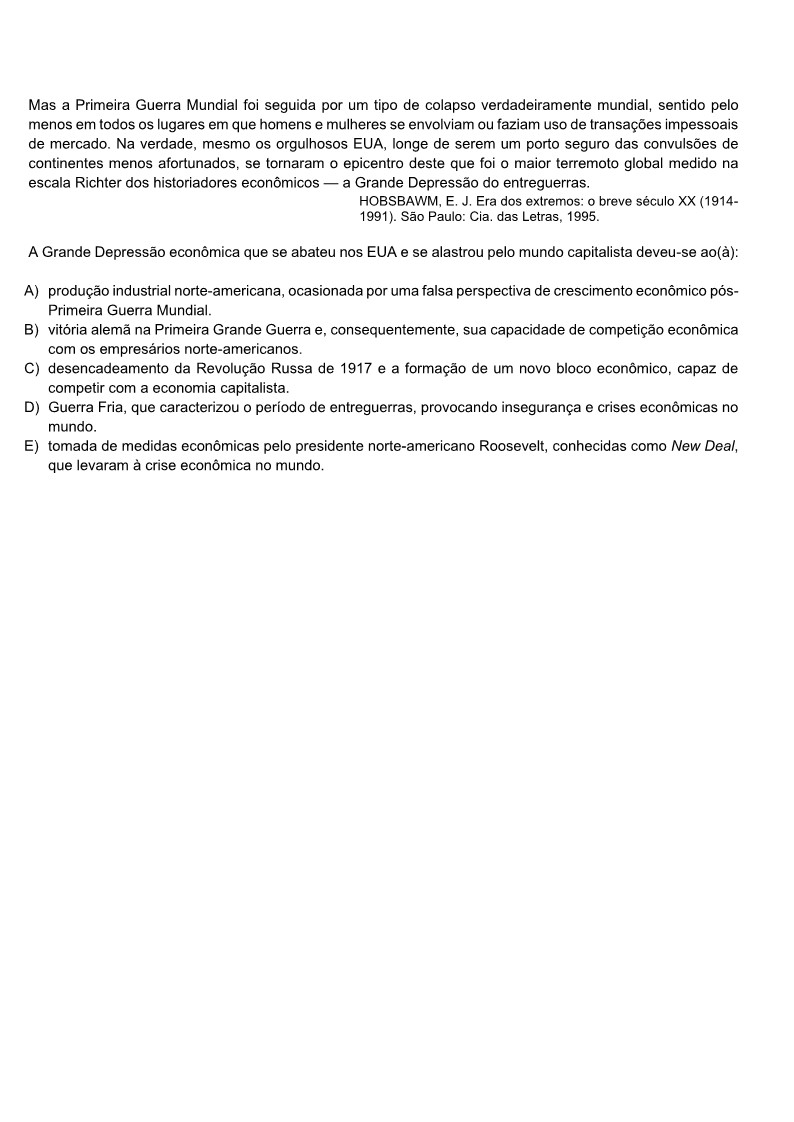 Mas a Primeira Guerra Mundial foi seguida por um tipo de colapso verdadeiramente mundial, sentido pelo
menos em todos os lugares em que homens e mulheres se envolviam ou faziam uso de transações impessoais
de mercado. Na verdade, mesmo os orgulhosos EUA, longe de serem um porto seguro das convulsões de
continentes menos afortunados, se tornaram o epicentro deste que foi o maior terremoto global medido na
escala Richter dos historiadores econômicos — a Grande Depressão do entreguerras.
HOBSBAWM, E. J. Era dos extremos: o breve século XX (1914-
1991). São Paulo: Cia. das Letras, 1995.
A Grande Depressão econômica que se abateu nos EUA e se alastrou pelo mundo capitalista deveu-se ao(à):
A) produção industrial norte-americana, ocasionada por uma falsa perspectiva de crescimento econômico pós-
Primeira Guerra Mundial.
B) vitória alemã na Primeira Grande Guerra e, consequentemente, sua capacidade de competição econômica
com os empresários norte-americanos.
C) desencadeamento da Revolução Russa de 1917 e a formação de um novo bloco econômico, capaz de
competir com a economia capitalista.
D) Guerra Fria, que caracterizou o período de entreguerras, provocando insegurança e crises econômicas no
mundo.
E) tomada de medidas econômicas pelo presidente norte-americano Roosevelt, conhecidas como New Deal,
que levaram à crise econômica no mundo.